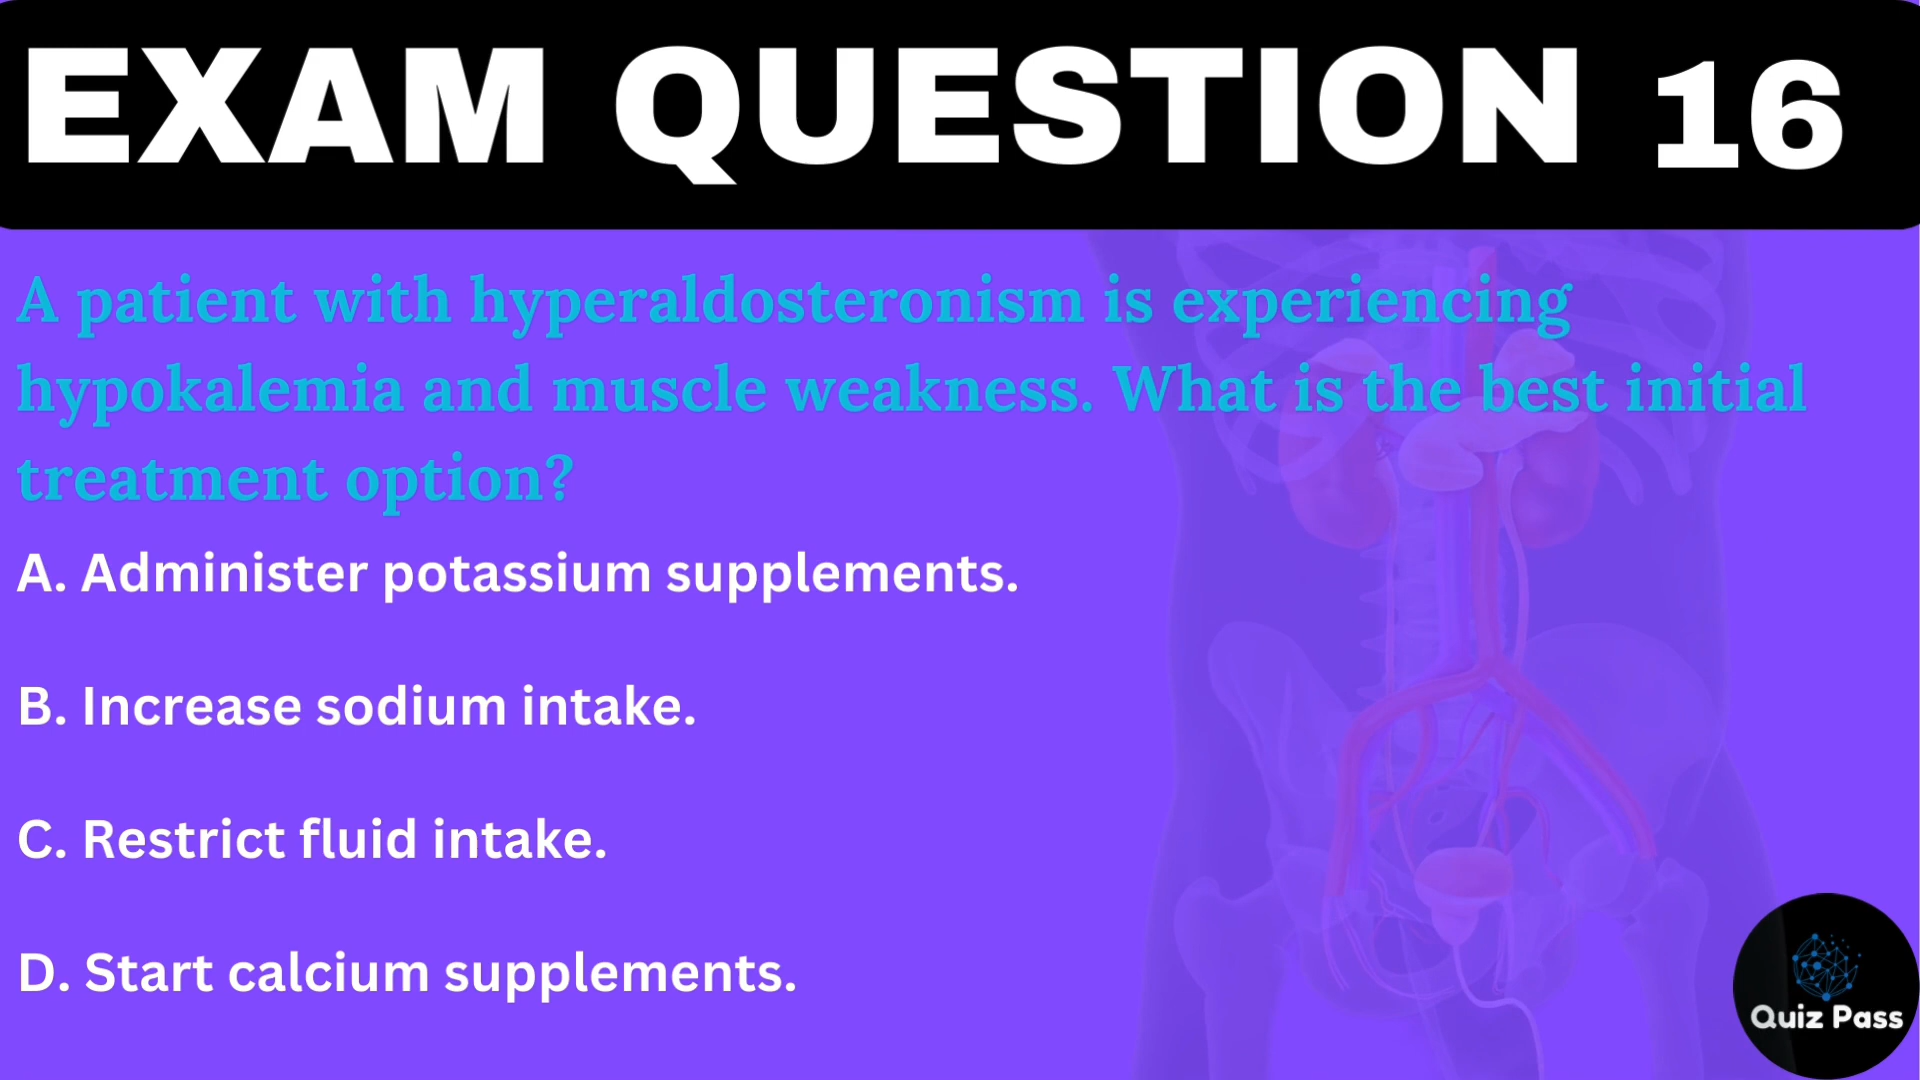 EXAM QUESTION 16
A patient with hyperaldosteronism is experiencing
hypokalemia and muscle weakness. What is the best initial
treatment option?
A. Administer potassium supplements.
B. Increase sodium intake.
C. Restrict fluid intake.
D. Start calcium supplements.
Quiz Pass